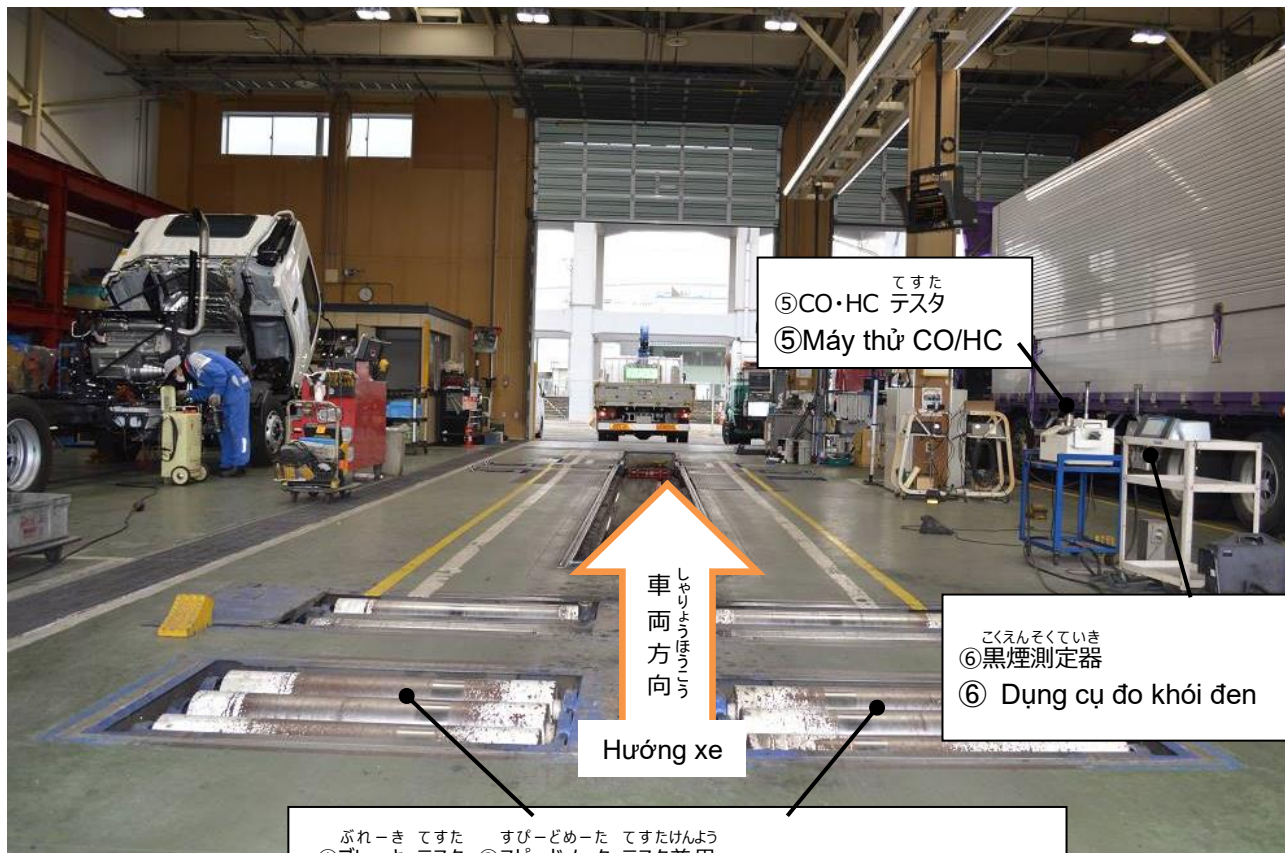 てすた
⑤CO・HC テスタ
⑤Máy thử CO/HC
車両方向
しゃりょうほうこう
Hướng xe
こくえんそくていき
⑥黒煙測定器
⑥ Dụng cụ đo khói đen
ぶれーき てすた すぴーどめーた てすたけんよう